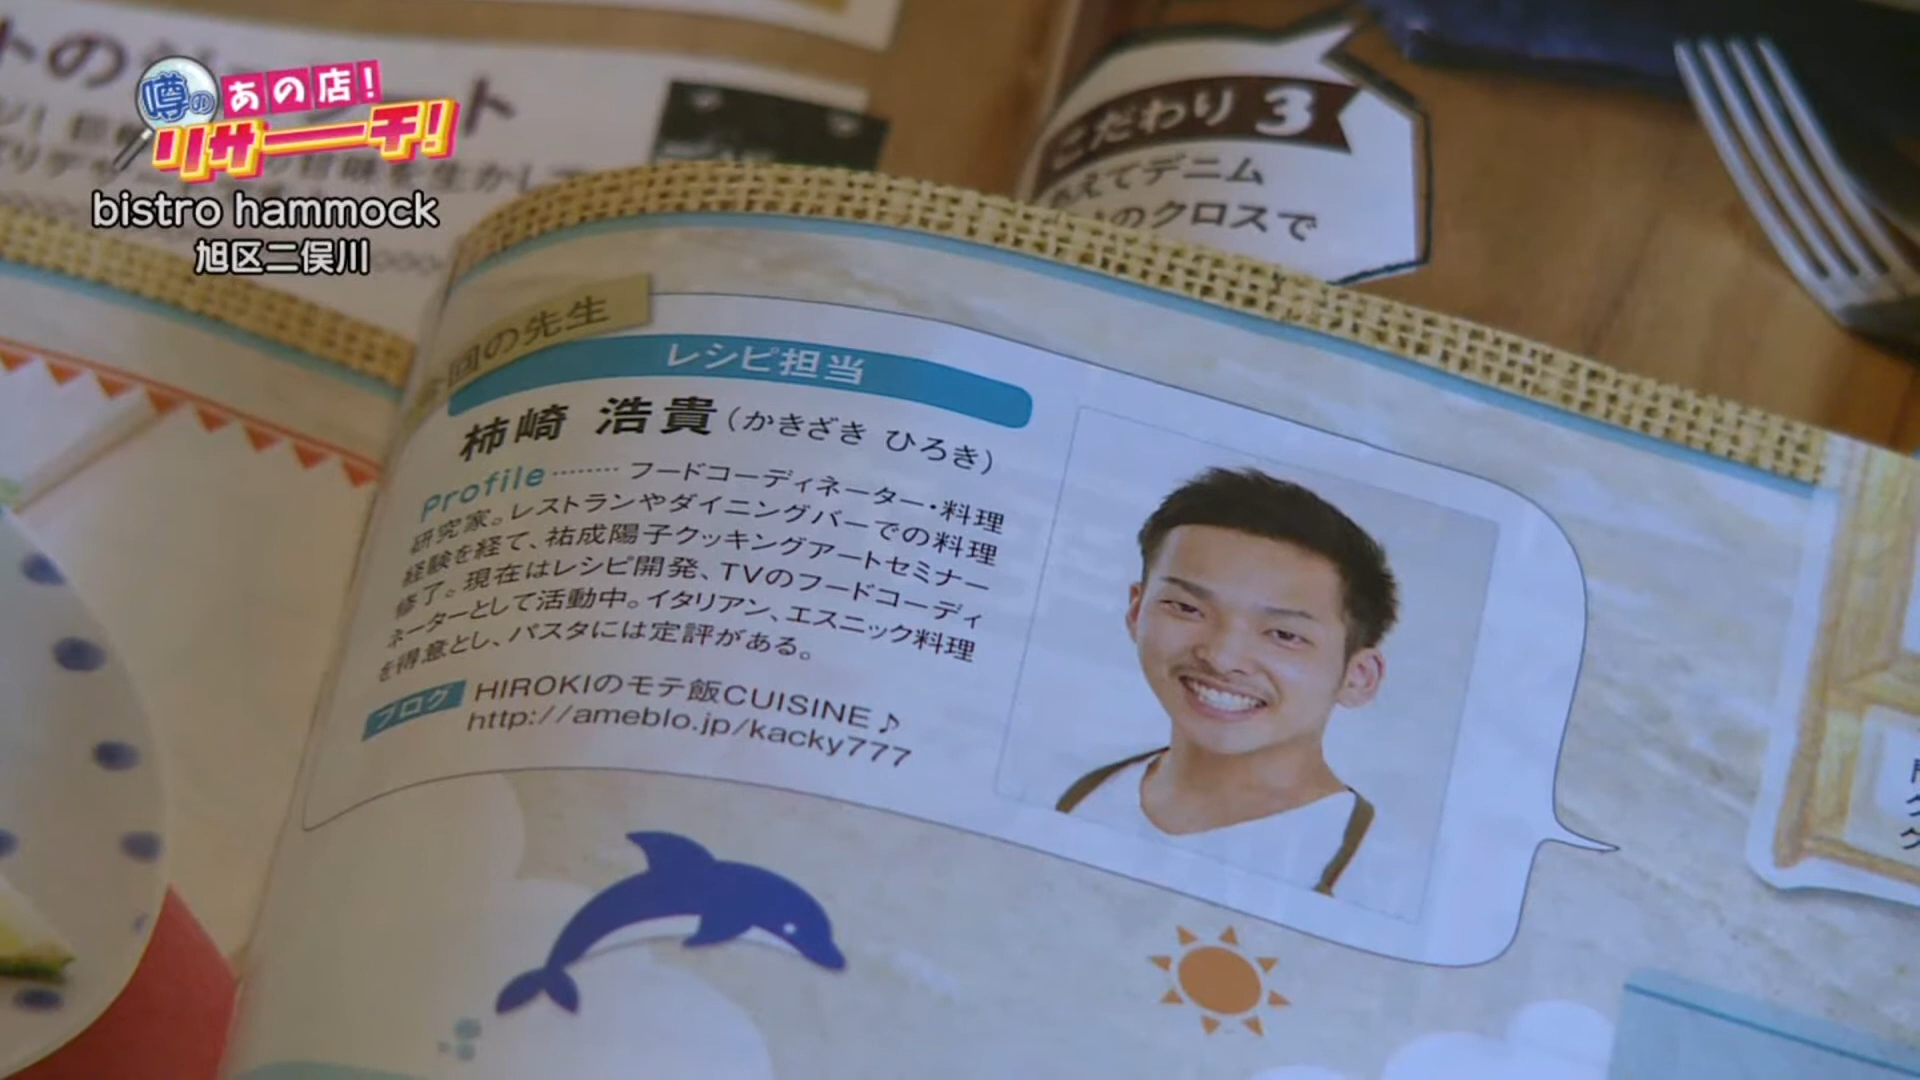 噂の あの店!
リサーチ!
bistro hammock
旭区二俣川
こだわり 3
てデニム
のクロスで
回の先生
レシピ担当
柿崎 浩貴(かきざき ひろき)
Profile……… フードコーディネーター・料理
研究家。レストランやダイニングバーでの料理
経験を経て、祐成陽子クッキングアートセミナー
修了。現在はレシピ開発、TVのフードコーディ
ネーターとして活動中。イタリアン、エスニック料理
を得意とし、パスタには定評がある。
ブログ HIROKIのモテ飯CUISINE♪
http://ameblo.jp/kacky777